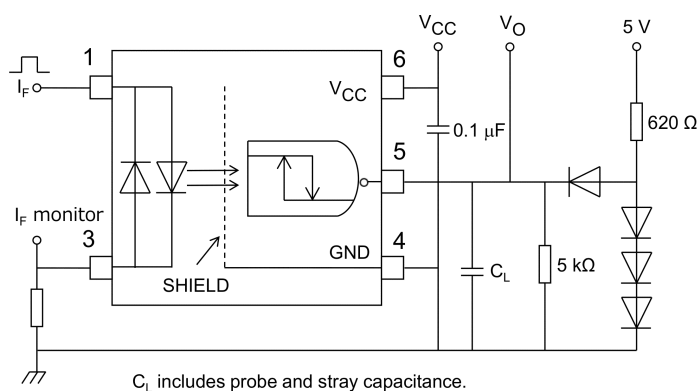 V_CC
V_O
5 V
1
6
I_F
V_CC
0.1 μF
620 Ω
5
I_F monitor
3
GND
4
SHIELD
C_L
5 kΩ
C_L includes probe and stray capacitance.